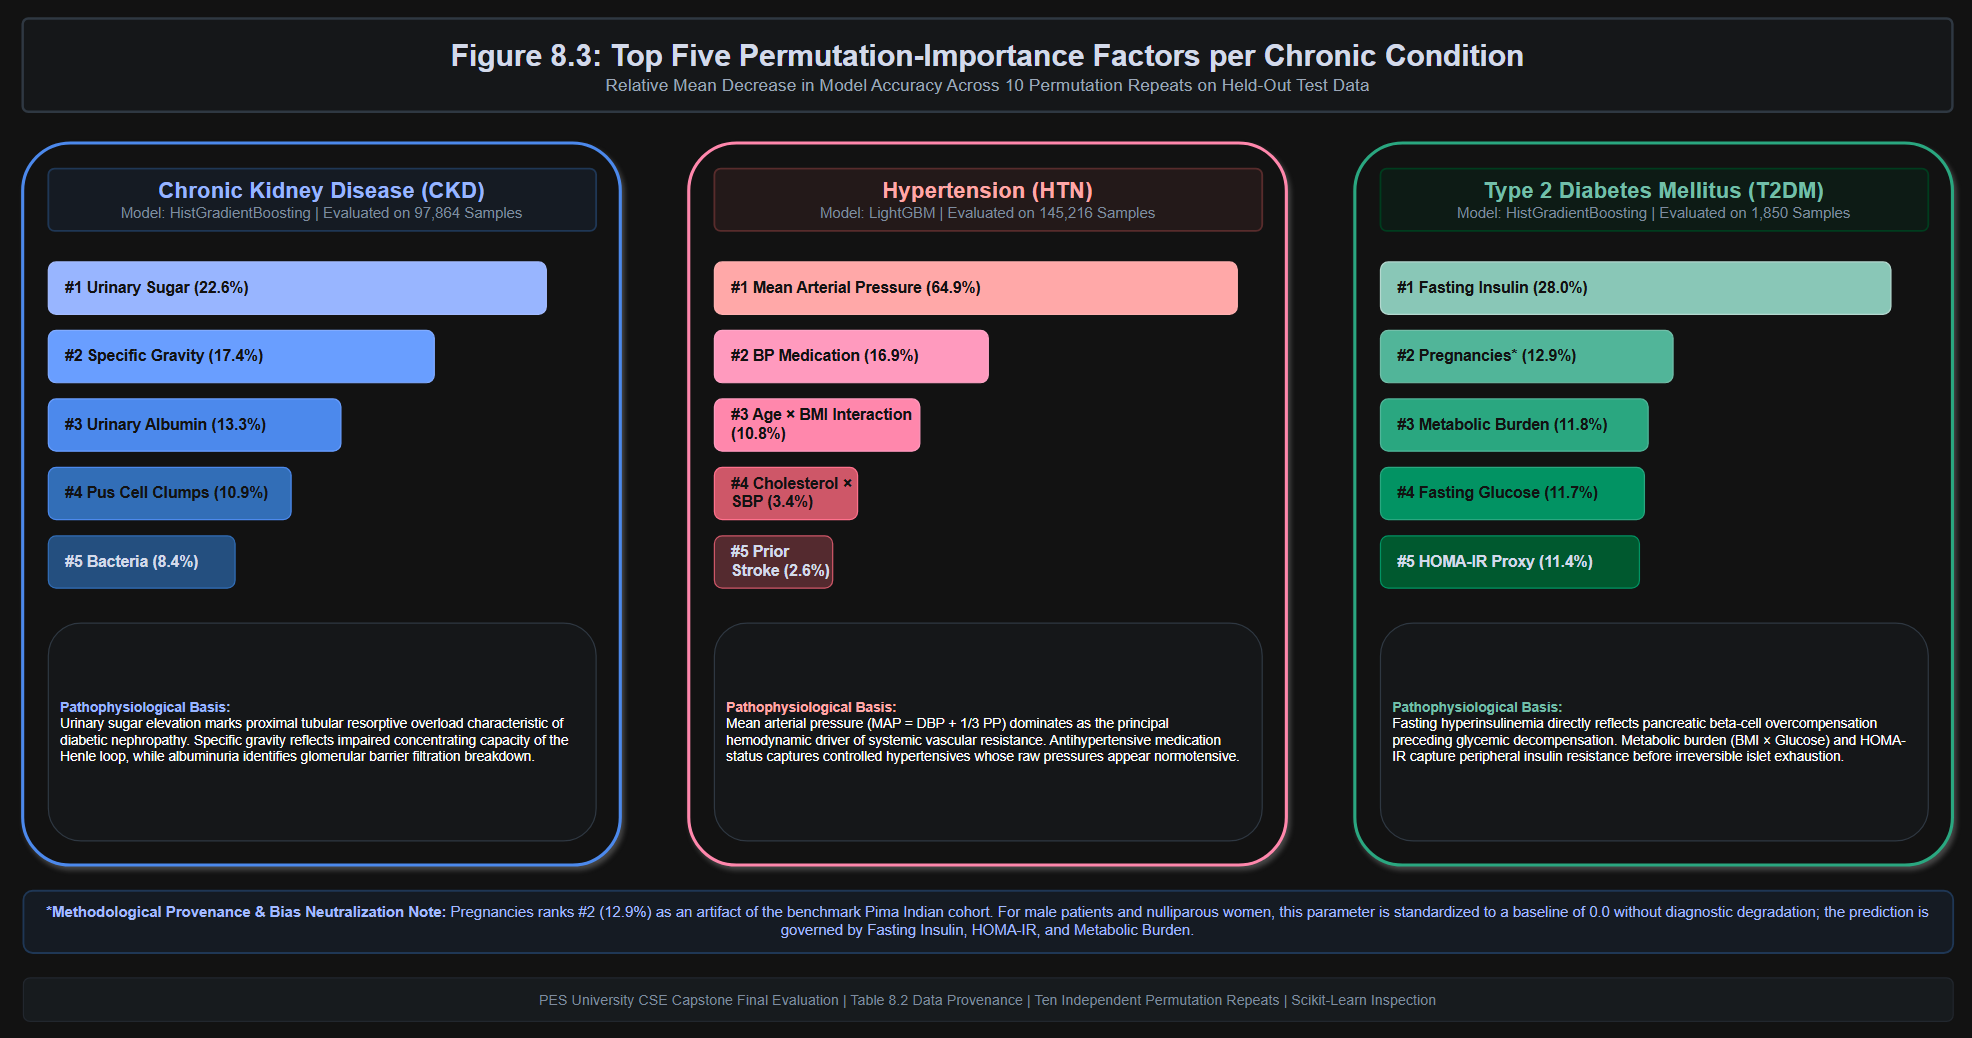 Figure 8.3: Top Five Permutation-Importance Factors per Chronic Condition
Relative Mean Decrease in Model Accuracy Across 10 Permutation Repeats on Held-Out Test Data
Chronic Kidney Disease (CKD)
Model: HistGradientBoosting | Evaluated on 97,864 Samples
#1 Urinary Sugar (22.6%)
#2 Specific Gravity (17.4%)
#3 Urinary Albumin (13.3%)
#4 Pus Cell Clumps (10.9%)
#5 Bacteria (8.4%)
Pathophysiological Basis:
Urinary sugar elevation marks proximal tubular resorptive overload characteristic of
diabetic nephropathy. Specific gravity reflects impaired concentrating capacity of the
Henle loop, while albuminuria identifies glomerular barrier filtration breakdown.
Hypertension (HTN)
Model: LightGBM | Evaluated on 145,216 Samples
#1 Mean Arterial Pressure (64.9%)
#2 BP Medication (16.9%)
#3 Age × BMI Interaction
(10.8%)
#4 Cholesterol ×
SBP (3.4%)
#5 Prior
Stroke (2.6%)
Pathophysiological Basis:
Mean arterial pressure (MAP = DBP + 1/3 PP) dominates as the principal
hemodynamic driver of systemic vascular resistance. Antihypertensive medication
status captures controlled hypertensives whose raw pressures appear normotensive.
Type 2 Diabetes Mellitus (T2DM)
Model: HistGradientBoosting | Evaluated on 1,850 Samples
#1 Fasting Insulin (28.0%)
#2 Pregnancies* (12.9%)
#3 Metabolic Burden (11.8%)
#4 Fasting Glucose (11.7%)
#5 HOMA-IR Proxy (11.4%)
Pathophysiological Basis:
Fasting hyperinsulinemia directly reflects pancreatic beta-cell overcompensation
preceding glycemic decompensation. Metabolic burden (BMI × Glucose) and HOMA-
IR capture peripheral insulin resistance before irreversible islet exhaustion.
*Methodological Provenance & Bias Neutralization Note: Pregnancies ranks #2 (12.9%) as an artifact of the benchmark Pima Indian cohort. For male patients and nulliparous women, this parameter is standardized to a baseline of 0.0 without diagnostic degradation; the prediction is
governed by Fasting Insulin, HOMA-IR, and Metabolic Burden.
PES University CSE Capstone Final Evaluation | Table 8.2 Data Provenance | Ten Independent Permutation Repeats | Scikit-Learn Inspection